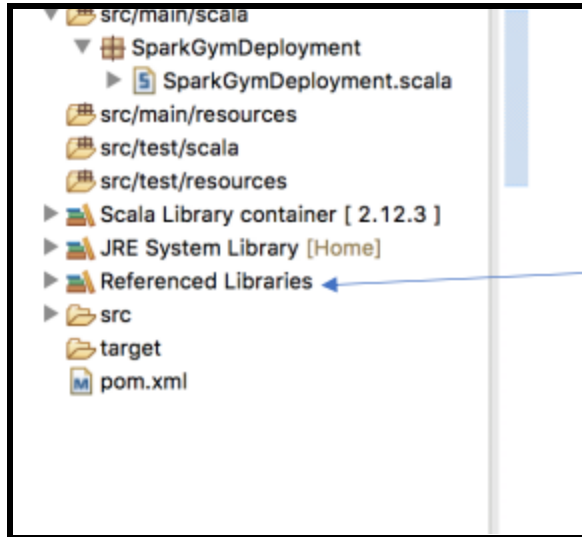 src/main/scala
SparkGymDeployment
SparkGymDeployment.scala
src/main/resources
src/test/scala
src/test/resources
Scala Library container [ 2.12.3 ]
JRE System Library [Home]
Referenced Libraries
src
target
pom.xml